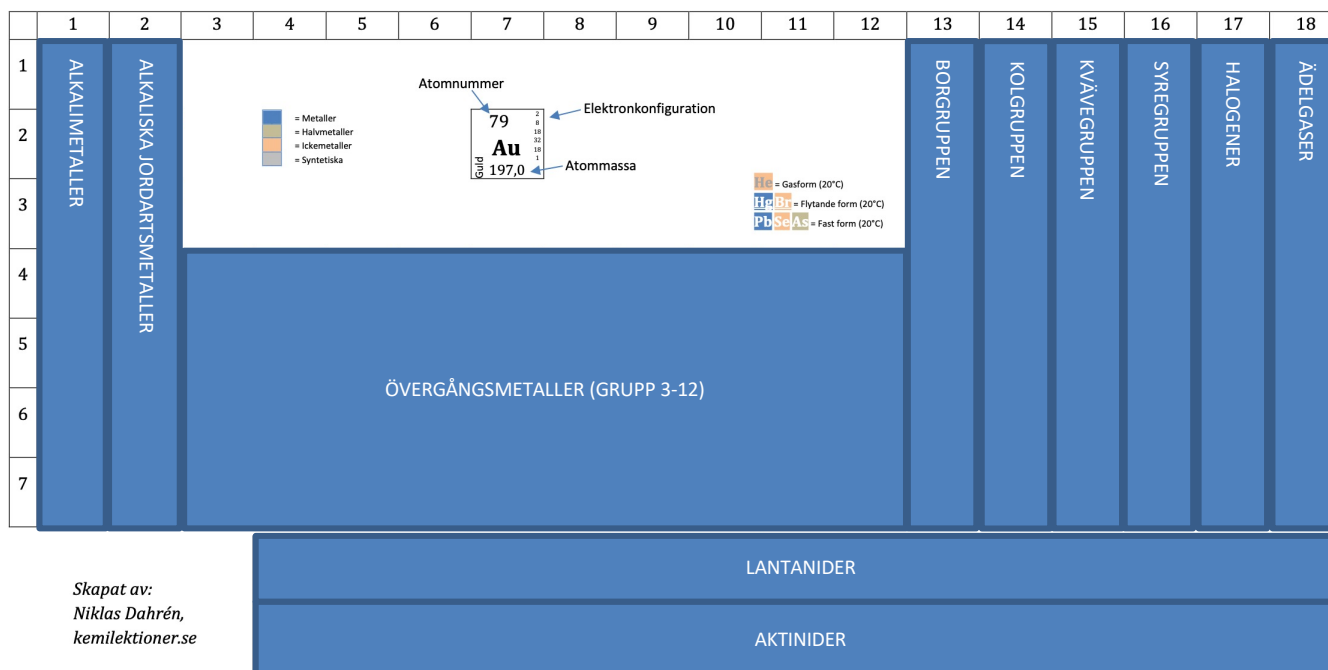 1 2 3 4 5 6 7 8 9 10 11 12 13 14 15 16 17 18
1
2
3
4
5
6
7
ALKALIMETALLER
ALKALISKA JORDARTSMETALLER
= Metaller
= Halvmetaller
= Ickemetaller
= Syntetiska
Atomnummer
Elektronkonfiguration
Atommassa
79
Au
197,0
Guld
2
8
18
32
18
1
He = Gasform (20°C)
Hg Br = Flytande form (20°C)
Pb Se As = Fast form (20°C)
BORGRUPPEN
KOLGRUPPEN
KVÄVEGRUPPEN
SYREGRUPPEN
HALOGENER
ÄDELGASER
ÖVERGÅNGSMETALLER (GRUPP 3-12)
LANTANIDER
AKTINIDER
Skapat av:
Niklas Dahrén,
kemilektioner.se